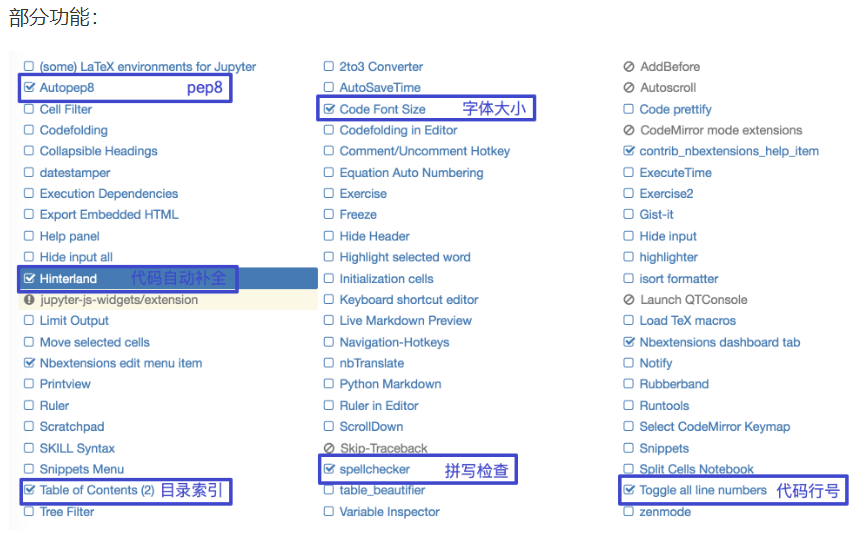 部分功能：
(some) LaTeX environments for Jupyter
2to3 Converter
AddBefore
Autopep8
pep8
AutoSaveTime
Autoscroll
Cell Filter
Code Font Size
字体大小
Code prettify
Codefolding
Codefolding in Editor
CodeMirror mode extensions
Collapsible Headings
Comment/Uncomment Hotkey
contrib_nbextensions_help_item
datestamper
Equation Auto Numbering
ExecuteTime
Execution Dependencies
Exercise
Exercise2
Export Embedded HTML
Freeze
Gist-it
Help panel
Hide Header
Hide input
Hide input all
Highlight selected word
highlighter
Hinterland
代码自动补全
Initialization cells
isort formatter
jupyter-js-widgets/extension
Keyboard shortcut editor
Launch QTConsole
Limit Output
Live Markdown Preview
Load TeX macros
Move selected cells
Navigation-Hotkeys
Nbextensions dashboard tab
Nbextensions edit menu item
nbTranslate
Notify
Printview
Python Markdown
Rubberband
Ruler
Ruler in Editor
Runtools
Scratchpad
ScrollDown
Select CodeMirror Keymap
SKILL Syntax
Skip-Traceback
Snippets
Snippets Menu
spellchecker
拼写检查
Split Cells Notebook
Table of Contents (2)
目录索引
table_beautifier
Toggle all line numbers
代码行号
Tree Filter
Variable Inspector
zenmode